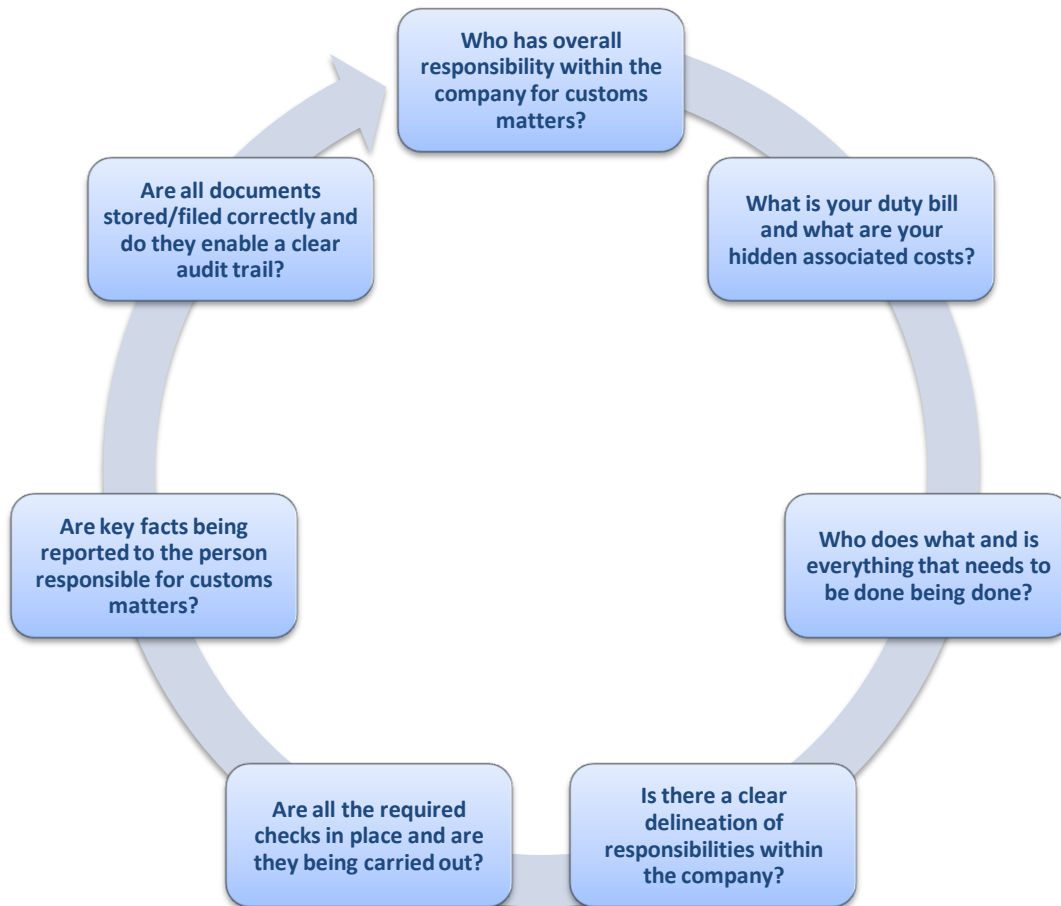 Who has overall
responsibility within the
company for customs
matters?
What is your duty bill
and what are your
hidden associated costs?
Who does what and is
everything that needs to
be done being done?
Is there a clear
delineation of
responsibilities within
the company?
Are all the required
checks in place and are
they being carried out?
Are key facts being
reported to the person
responsible for customs
matters?
Are all documents
stored/filed correctly and
do they enable a clear
audit trail?